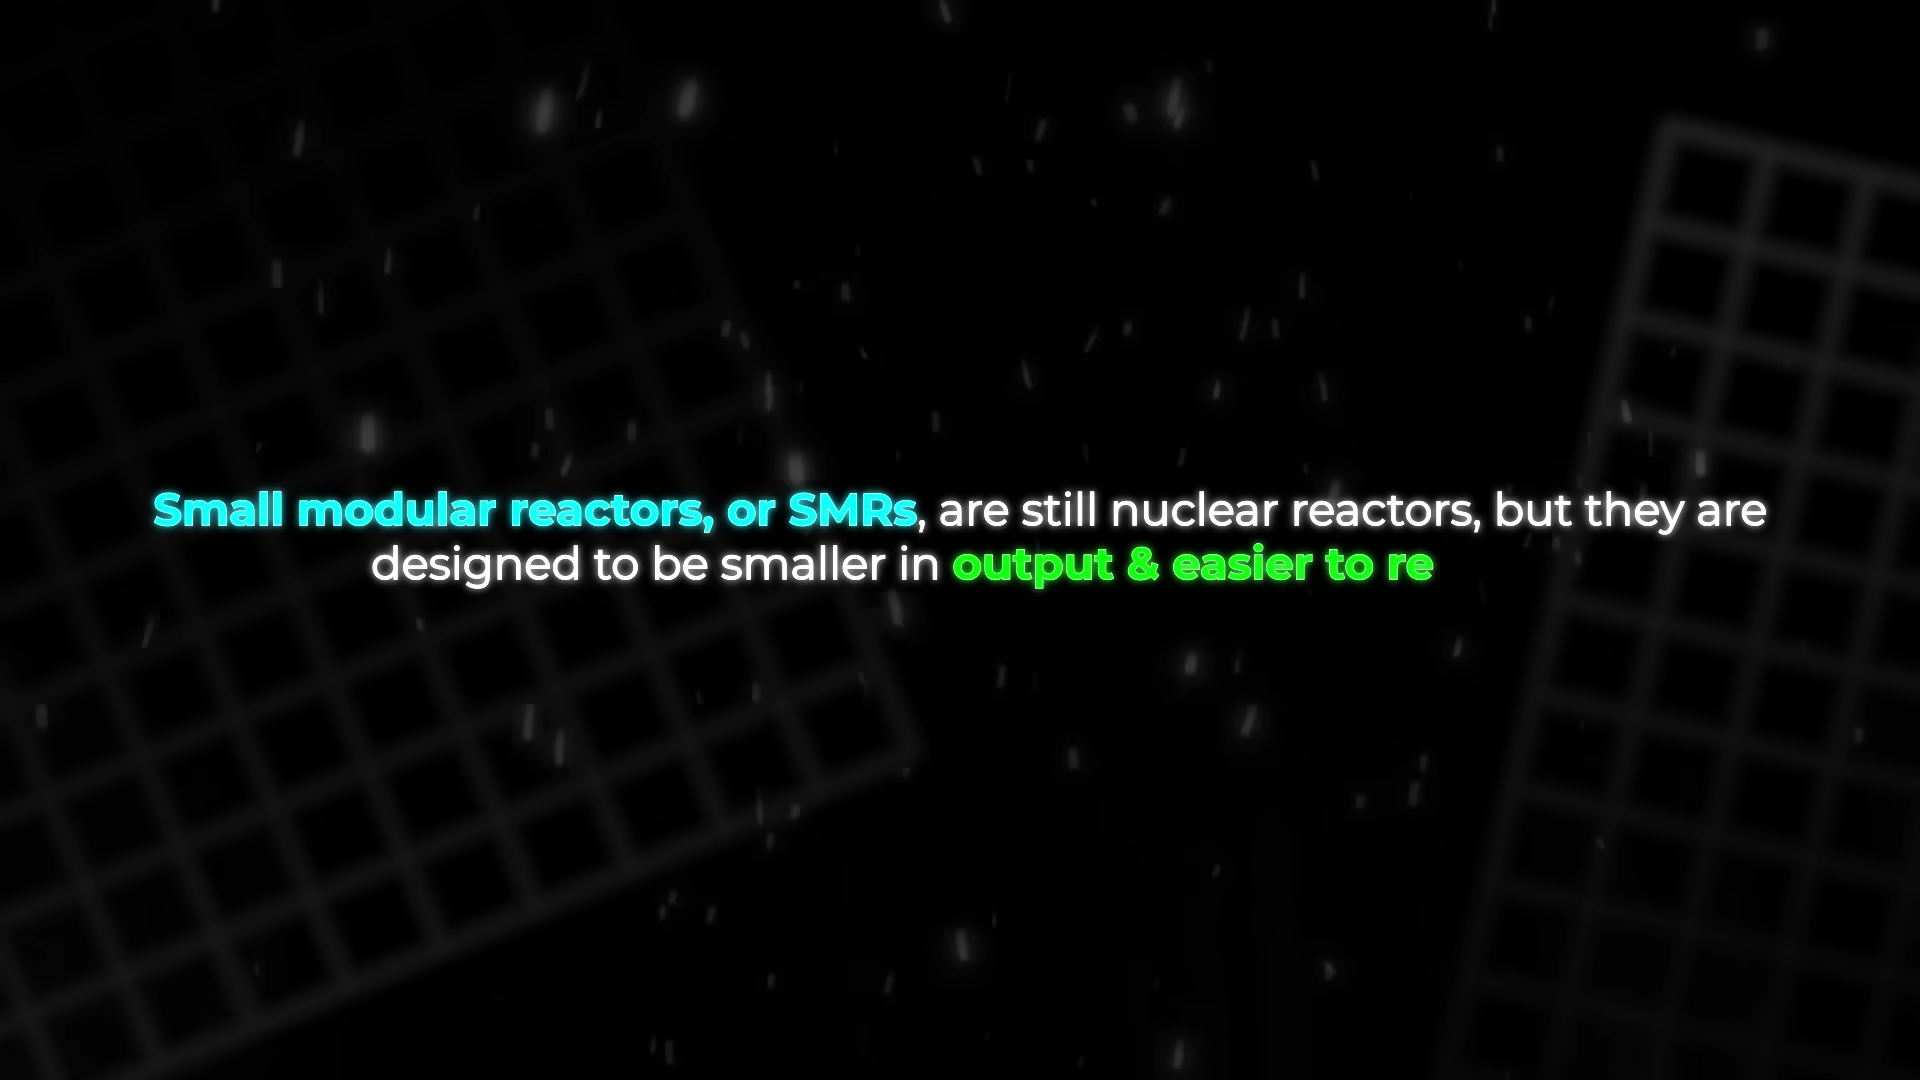 Small modular reactors, or SMRs, are still nuclear reactors, but they are
designed to be smaller in output & easier to re